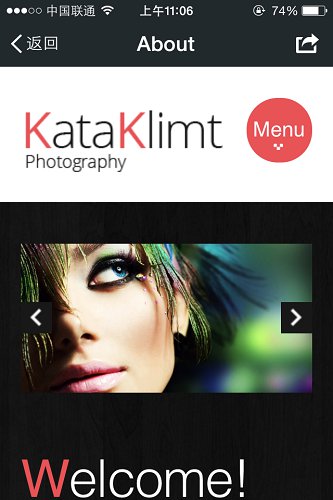 中国联通 上午11:06 74%
返回 About
KataKlimt
Photography
Menu
Welcome!